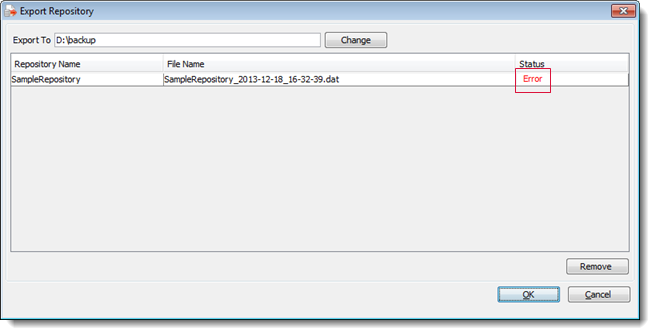 Export Repository
Export To D:\backup Change
Repository Name File Name Status
SampleRepository SampleRepository_2013-12-18_16-32-39.dat Error
Remove
OK Cancel